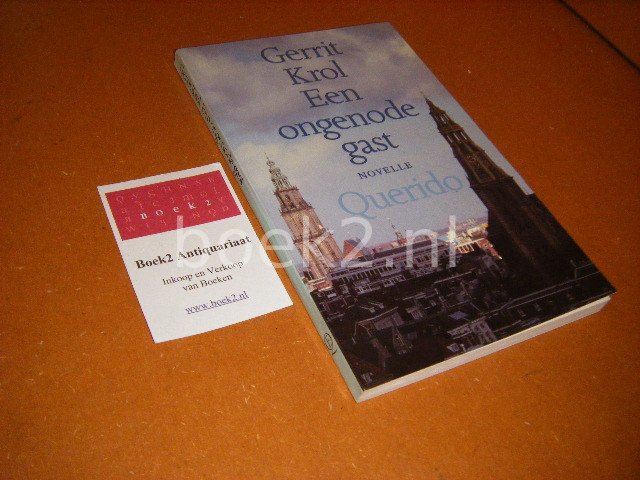 Gerrit
Krol
Een
ongenode
gast
NOVELLE
Querido
boek2.nl
BOEK2
Boek2 Antiquariaat
Inkoop en Verkoop
van Boeken
www.boek2.nl